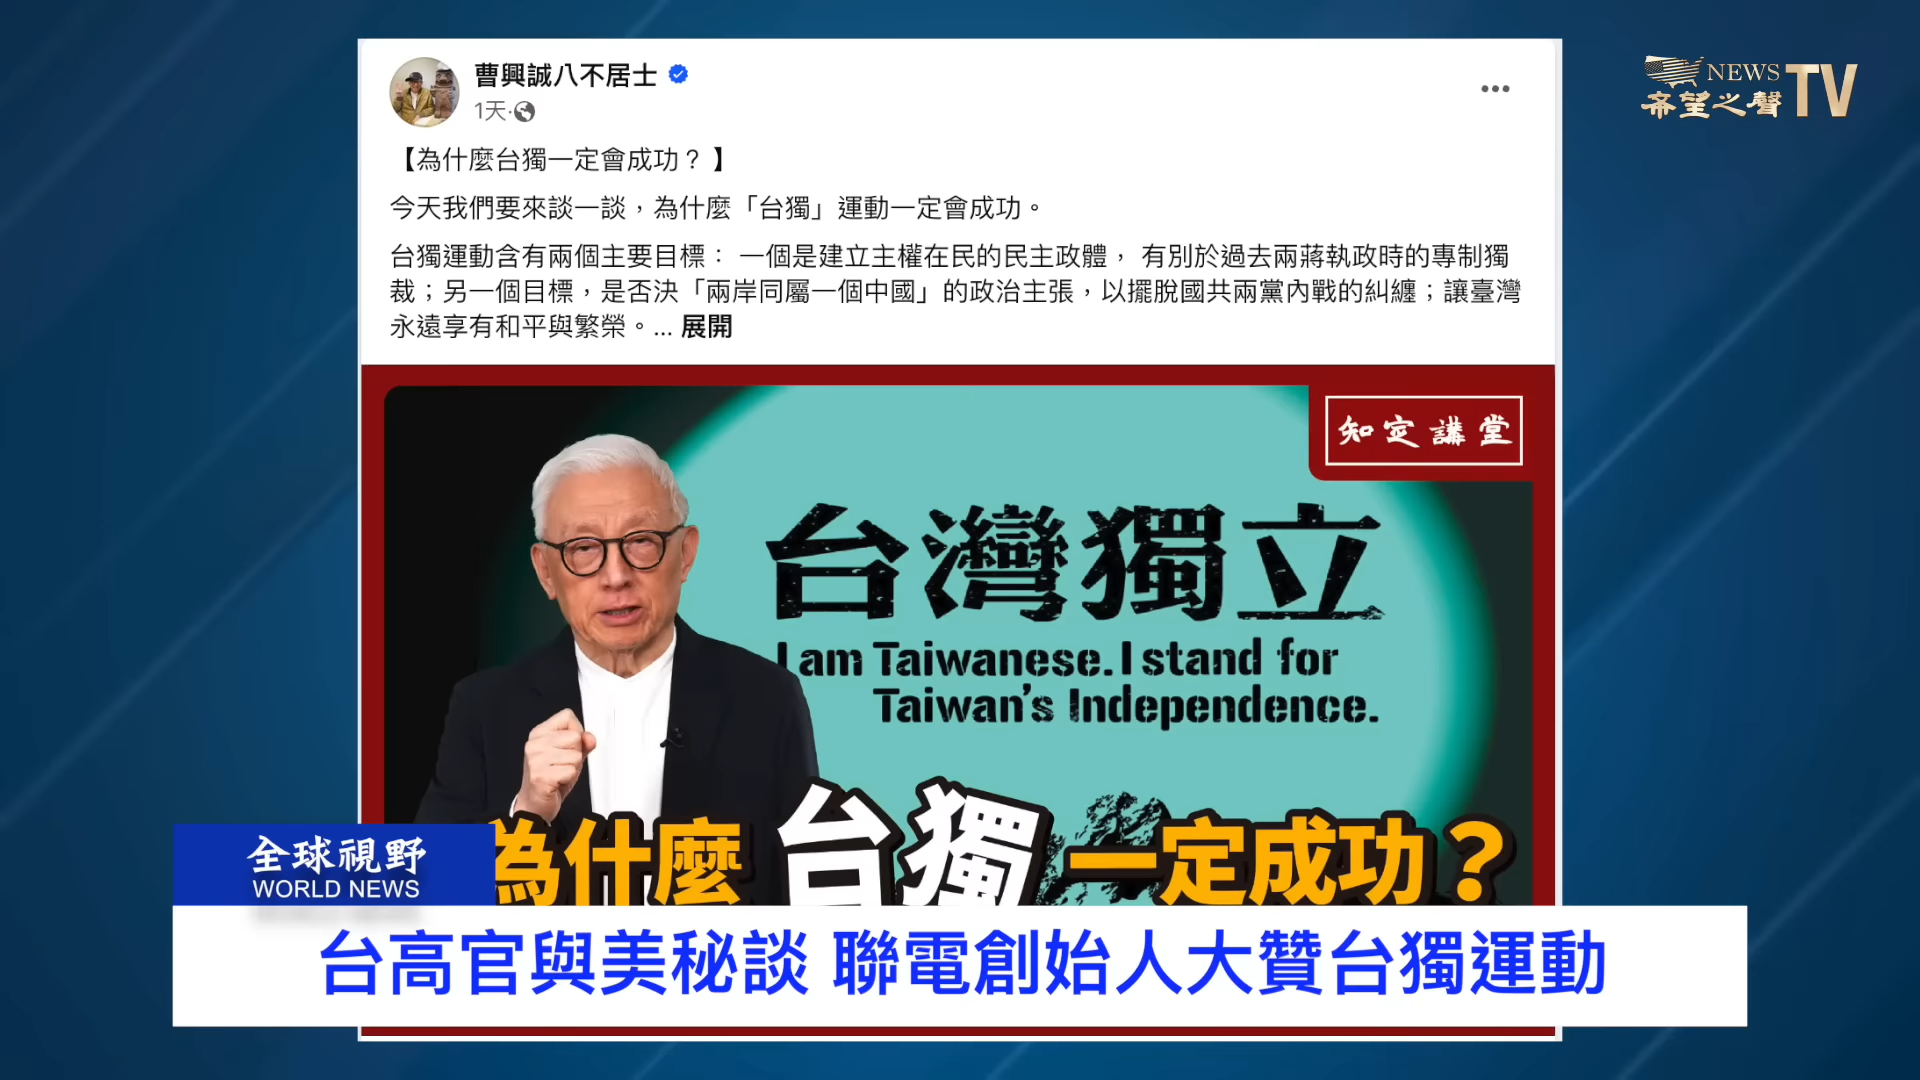 曹興誠八不居士
1天·
NEWS
希望之聲TV
【為什麼台獨一定會成功？】
今天我們要來談一談，為什麼「台獨」運動一定會成功。
台獨運動含有兩個主要目標： 一個是建立主權在民的民主政體， 有別於過去兩蔣執政時的專制獨
裁；另一個目標，是否決「兩岸同屬一個中國」的政治主張，以擺脫國共兩黨內戰的糾纏；讓臺灣
永遠享有和平與繁榮。... 展開
知定講堂
台灣獨立
I am Taiwanese. I stand for
Taiwan's Independence.
為什麼台獨一定成功？
全球視野
WORLD NEWS
台高官與美秘談 聯電創始人大贊台獨運動